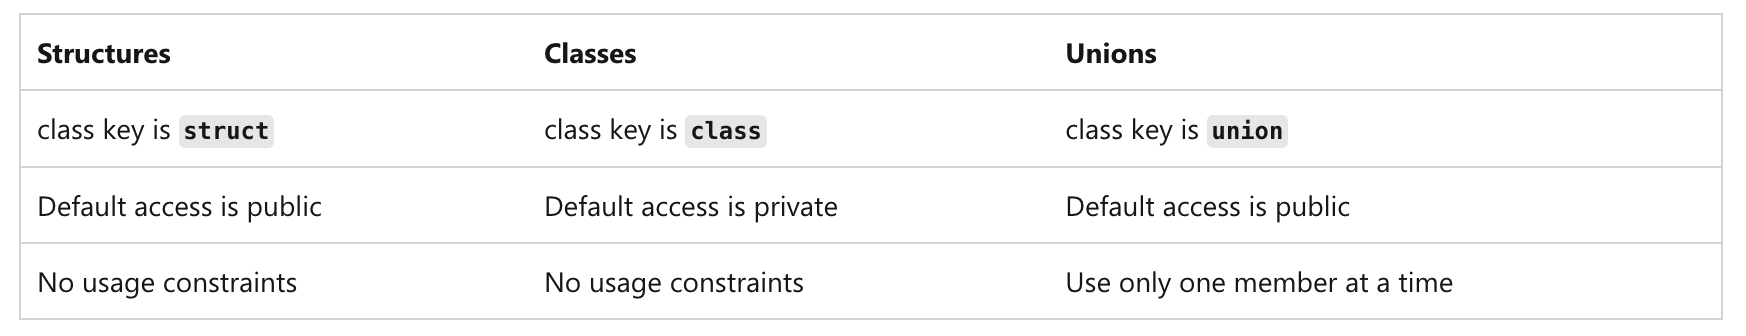 Structures Classes Unions
class key is struct class key is class class key is union
Default access is public Default access is private Default access is public
No usage constraints No usage constraints Use only one member at a time